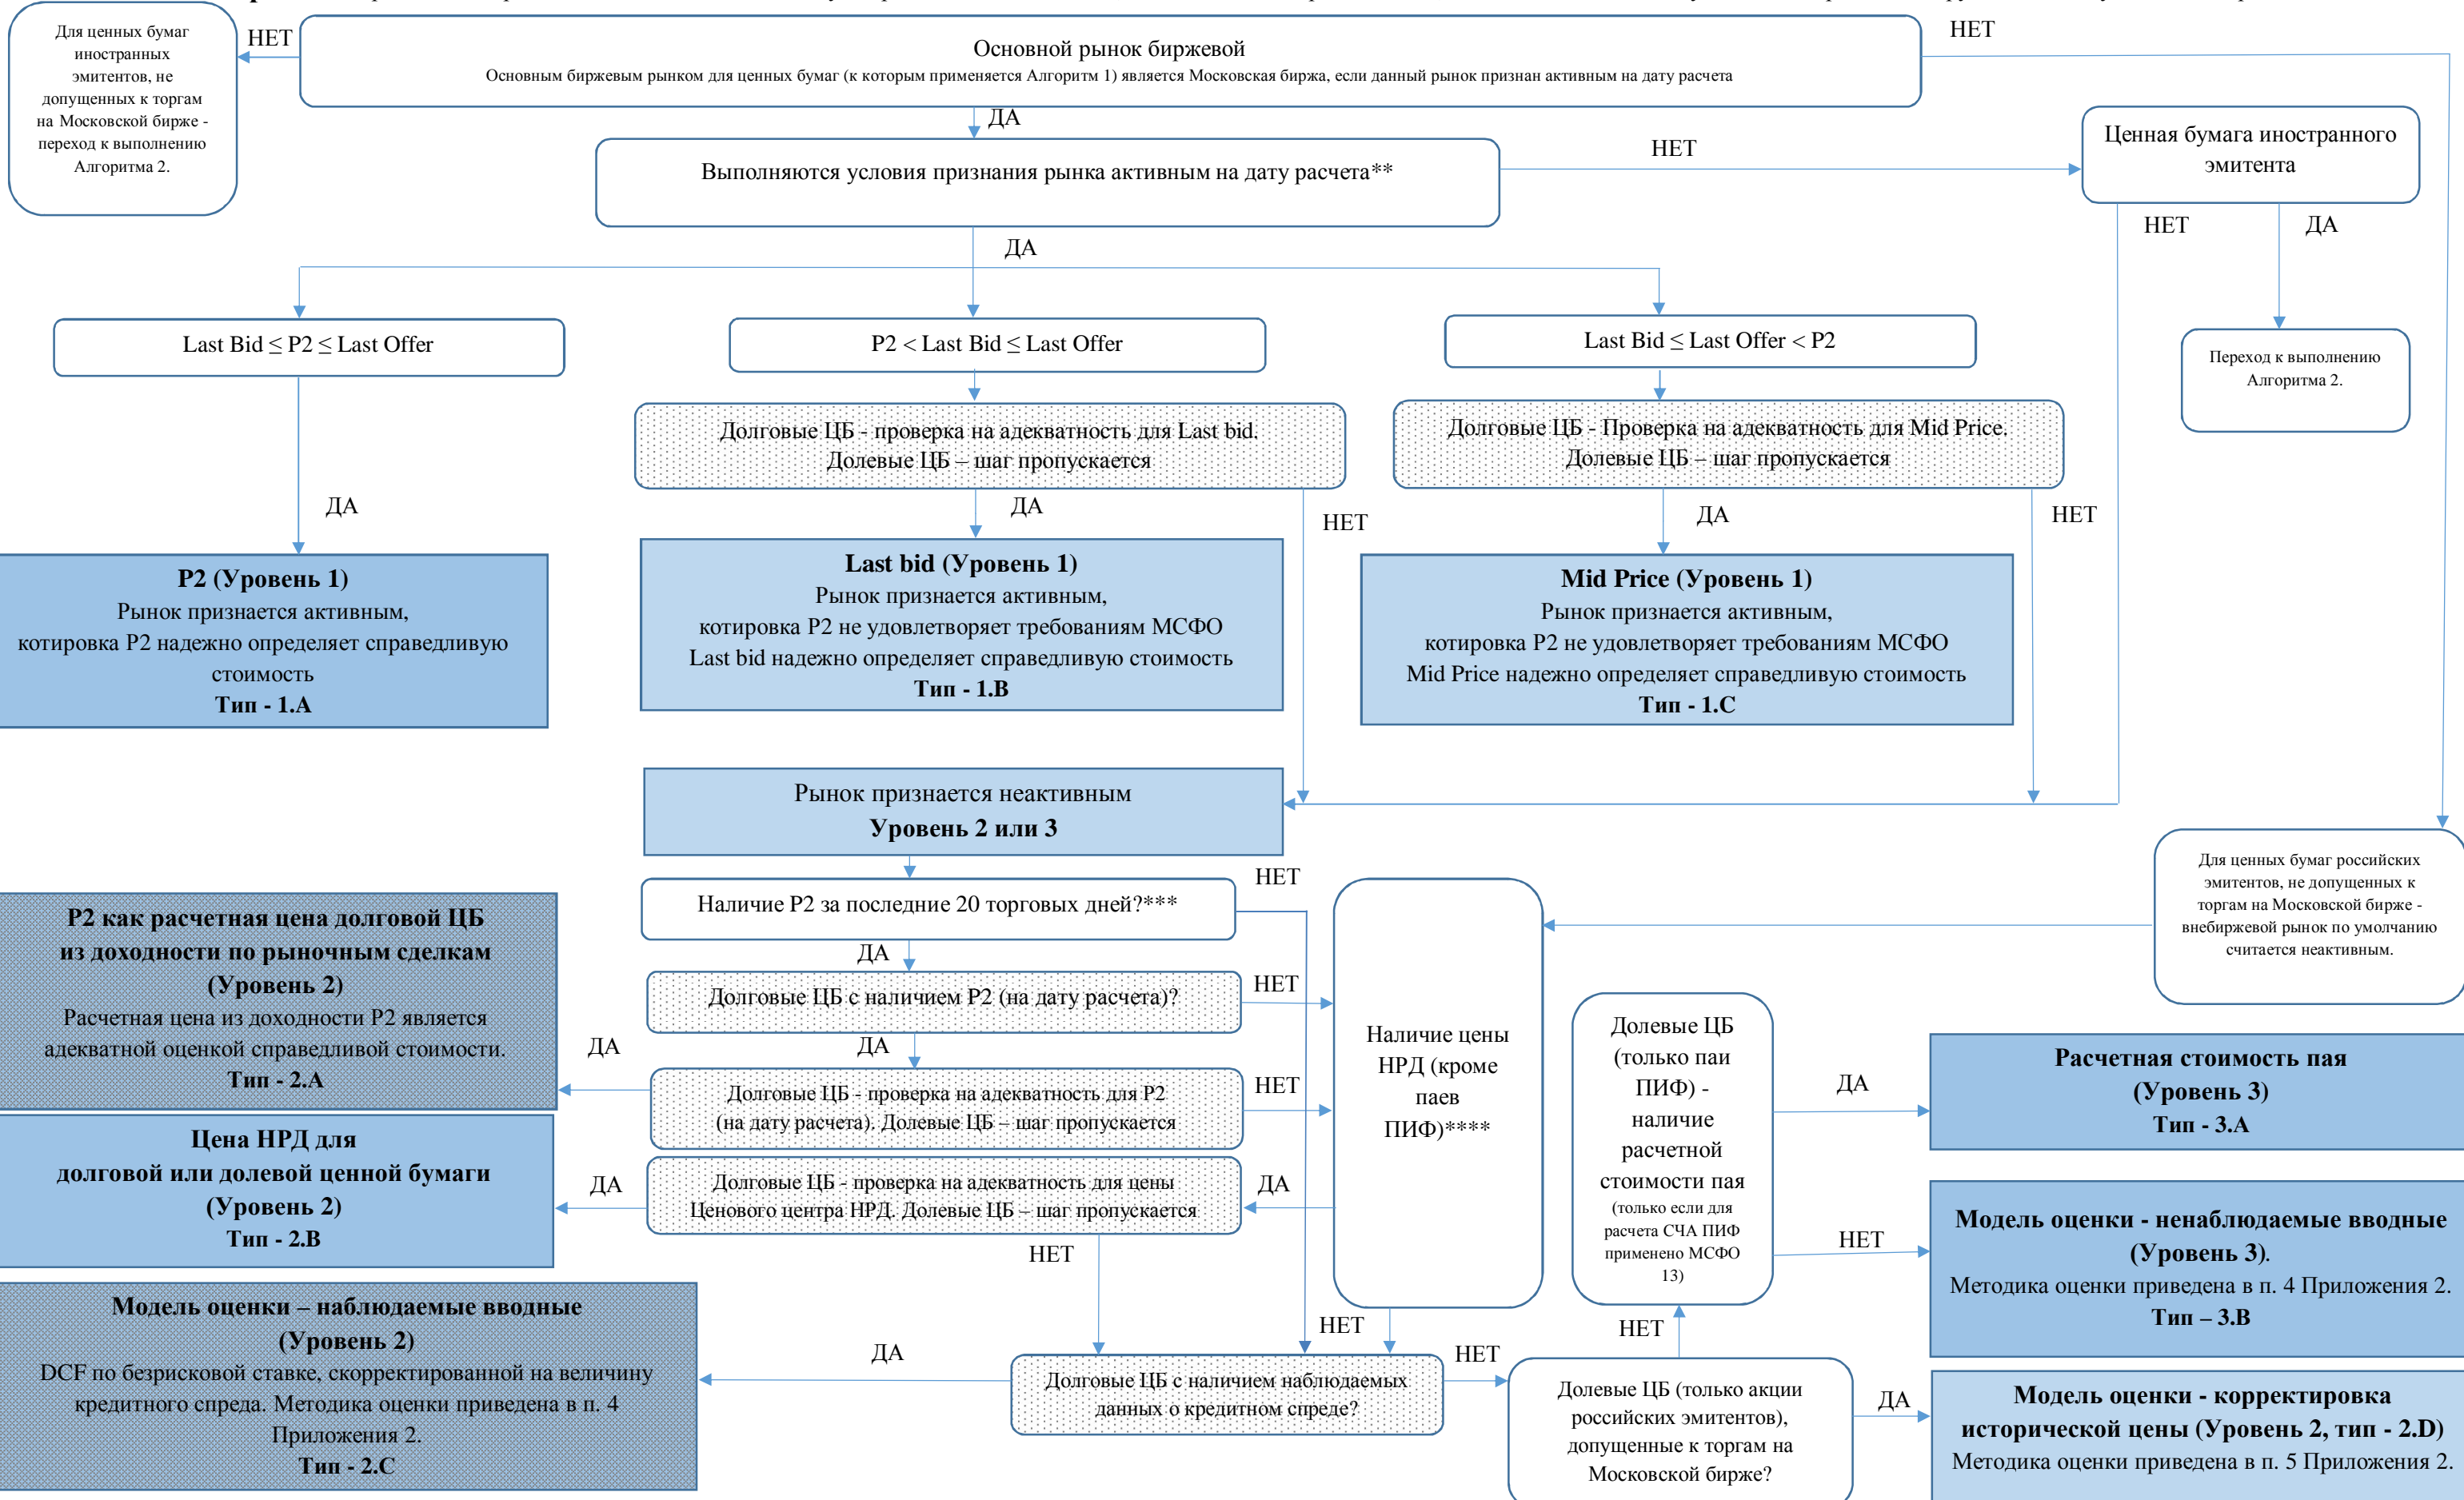 Для ценных бумаг
иностранных
эмитентов, не
допущенных к торгам
на Московской бирже -
переход к выполнению
Алгоритма 2.
НЕТ
Основной рынок биржевой
Основным биржевым рынком для ценных бумаг (к которым применяется Алгоритм 1) является Московская биржа, если данный рынок признан активным на дату расчета
НЕТ
ДА
Выполняются условия признания рынка активным на дату расчета**
НЕТ
Ценная бумага иностранного
эмитента
НЕТ
ДА
ДА
Last Bid ≤ P2 ≤ Last Offer
P2 < Last Bid ≤ Last Offer
Last Bid ≤ Last Offer < P2
Переход к выполнению
Алгоритма 2.
Долговые ЦБ - проверка на адекватность для Last bid.
Долевые ЦБ – шаг пропускается
Долговые ЦБ - Проверка на адекватность для Mid Price.
Долевые ЦБ – шаг пропускается
ДА
ДА
НЕТ
ДА
НЕТ
P2 (Уровень 1)
Рынок признается активным,
котировка P2 надежно определяет справедливую
стоимость
Тип - 1.A
Last bid (Уровень 1)
Рынок признается активным,
котировка P2 не удовлетворяет требованиям МСФО
Last bid надежно определяет справедливую стоимость
Тип - 1.B
Mid Price (Уровень 1)
Рынок признается активным,
котировка P2 не удовлетворяет требованиям МСФО
Mid Price надежно определяет справедливую стоимость
Тип - 1.C
Рынок признается неактивным
Уровень 2 или 3
Для ценных бумаг российских
эмитентов, не допущенных к
торгам на Московской бирже -
внебиржевой рынок по умолчанию
считается неактивным.
Наличие P2 за последние 20 торговых дней?***
НЕТ
ДА
Долговые ЦБ с наличием P2 (на дату расчета)?
НЕТ
ДА
Долговые ЦБ - проверка на адекватность для P2
(на дату расчета). Долевые ЦБ – шаг пропускается
НЕТ
ДА
P2 как расчетная цена долговой ЦБ
из доходности по рыночным сделкам
(Уровень 2)
Расчетная цена из доходности P2 является
адекватной оценкой справедливой стоимости.
Тип - 2.A
Наличие цены
НРД (кроме
паев
ПИФ)****
ДА
Долговые ЦБ - проверка на адекватность для цены
Ценового центра НРД. Долевые ЦБ – шаг пропускается
ДА
НЕТ
Цена НРД для
долговой или долевой ценной бумаги
(Уровень 2)
Тип - 2.B
НЕТ
Долговые ЦБ с наличием наблюдаемых
данных о кредитном спреде?
ДА
НЕТ
Модель оценки – наблюдаемые вводные
(Уровень 2)
DCF по безрисковой ставке, скорректированной на величину
кредитного спреда. Методика оценки приведена в п. 4
Приложения 2.
Тип - 2.C
Долевые ЦБ (только акции
российских эмитентов),
допущенные к торгам на
Московской бирже?
НЕТ
ДА
Долевые ЦБ
(только паи
ПИФ) -
наличие
расчетной
стоимости пая
(только если для
расчета СЧА ПИФ
применено МСФО
13)
ДА
НЕТ
Расчетная стоимость пая
(Уровень 3)
Тип - 3.A
Модель оценки - ненаблюдаемые вводные
(Уровень 3).
Методика оценки приведена в п. 4 Приложения 2.
Тип – 3.B
Модель оценки - корректировка
исторической цены (Уровень 2, тип - 2.D)
Методика оценки приведена в п. 5 Приложения 2.